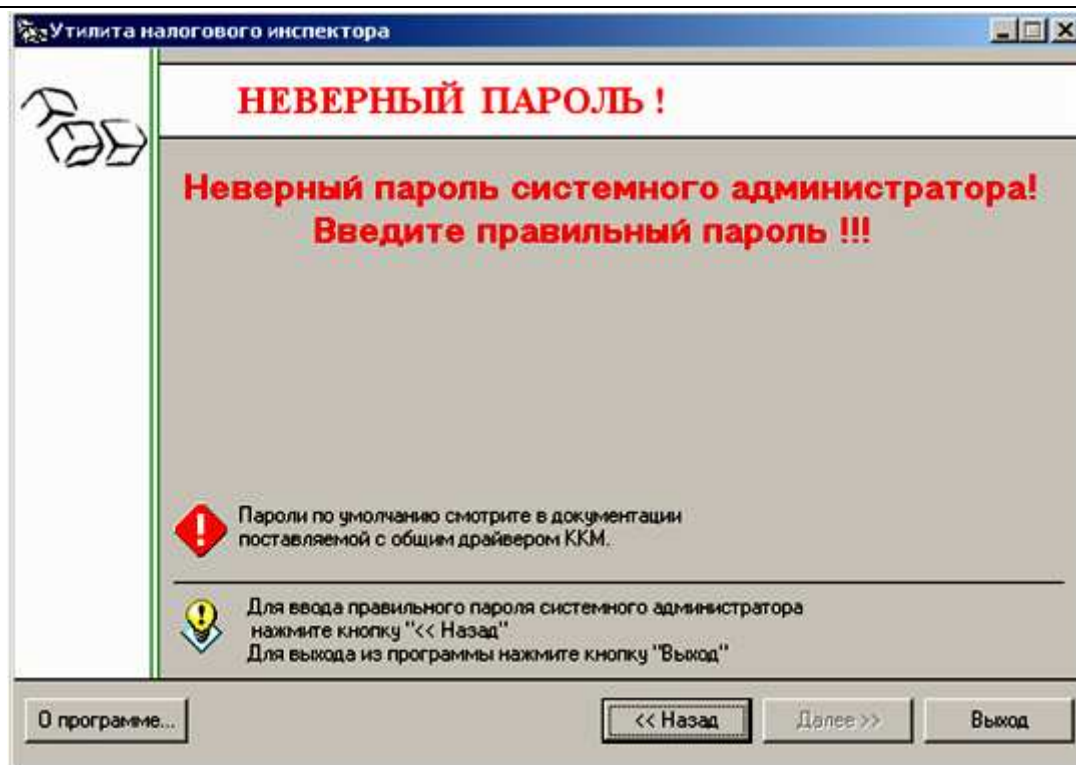 Утилита налогового инспектора
НЕВЕРНЫЙ ПАРОЛЬ !
Неверный пароль системного администратора!
Введите правильный пароль !!!
Пароли по умолчанию смотрите в документации
поставляемой с общим драйвером ККМ.
Для ввода правильного пароля системного администратора
нажмите кнопку "<< Назад"
Для выхода из программы нажмите кнопку "Выход"
О программе... << Назад Далее >> Выход